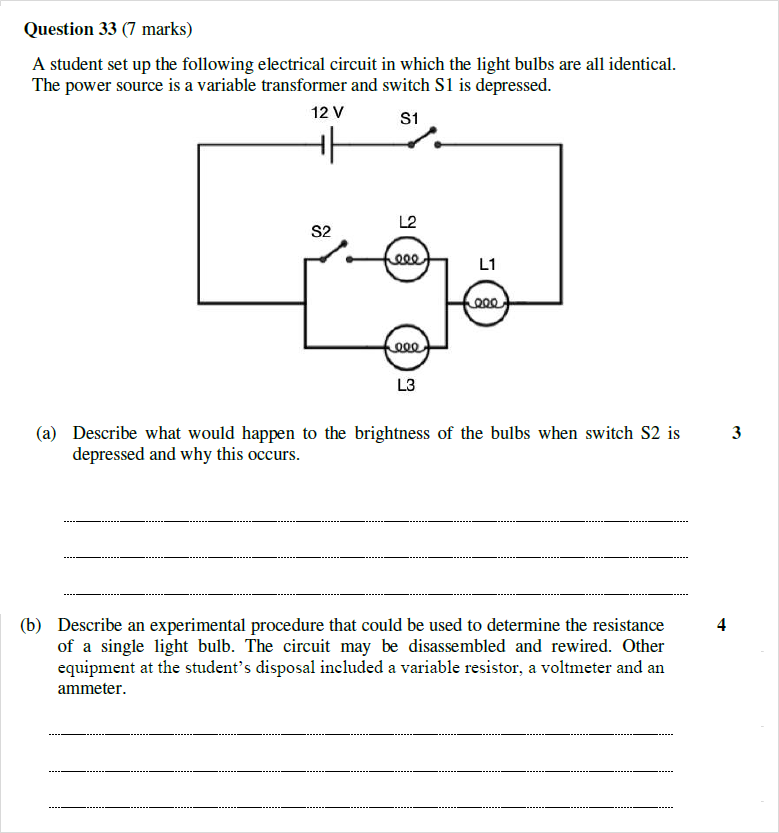 Question 33 (7 marks)
A student set up the following electrical circuit in which the light bulbs are all identical.
The power source is a variable transformer and switch S1 is depressed.
12 V
S1
S2
L2
L1
L3
(a) Describe what would happen to the brightness of the bulbs when switch S2 is 3
depressed and why this occurs.
(b) Describe an experimental procedure that could be used to determine the resistance 4
of a single light bulb. The circuit may be disassembled and rewired. Other
equipment at the student's disposal included a variable resistor, a voltmeter and an
ammeter.